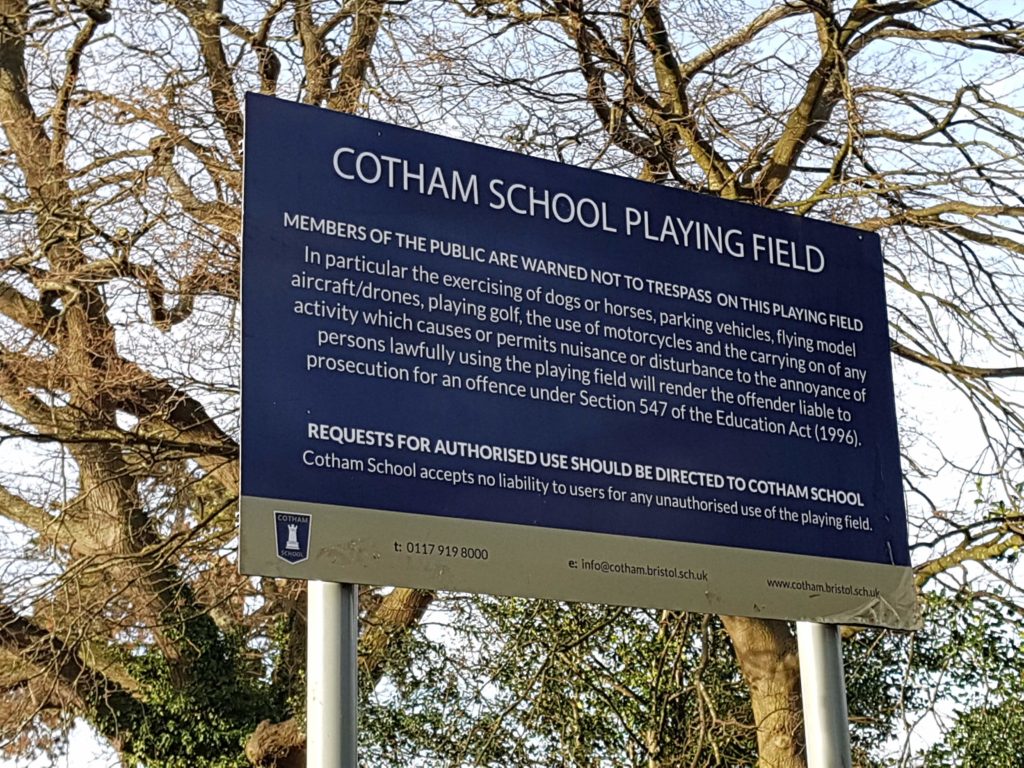 COTHAM SCHOOL PLAYING FIELD
MEMBERS OF THE PUBLIC ARE WARNED NOT TO TRESPASS ON THIS PLAYING FIELD
In particular the exercising of dogs or horses, parking vehicles, flying model
aircraft/drones, playing golf, the use of motorcycles and the carrying on of any
activity which causes or permits nuisance or disturbance to the annoyance of
persons lawfully using the playing field will render the offender liable to
prosecution for an offence under Section 547 of the Education Act (1996).
REQUESTS FOR AUTHORISED USE SHOULD BE DIRECTED TO COTHAM SCHOOL
Cotham School accepts no liability to users for any unauthorised use of the playing field.
COTHAM
SCHOOL
t: 0117 919 8000
e: info@cotham.bristol.sch.uk
www.cotham.bristol.sch.uk